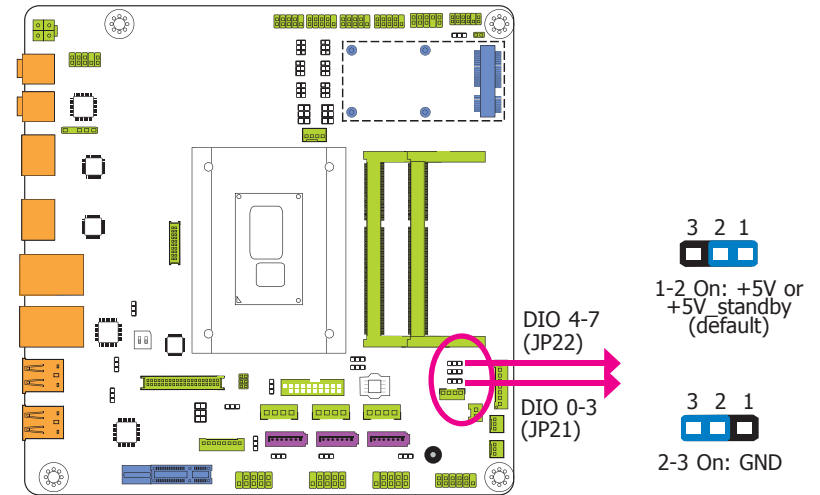 3 2 1
1-2 On: +5V or
+5V_standby
(default)
DIO 4-7
(JP22)
DIO 0-3
(JP21)
3 2 1
2-3 On: GND